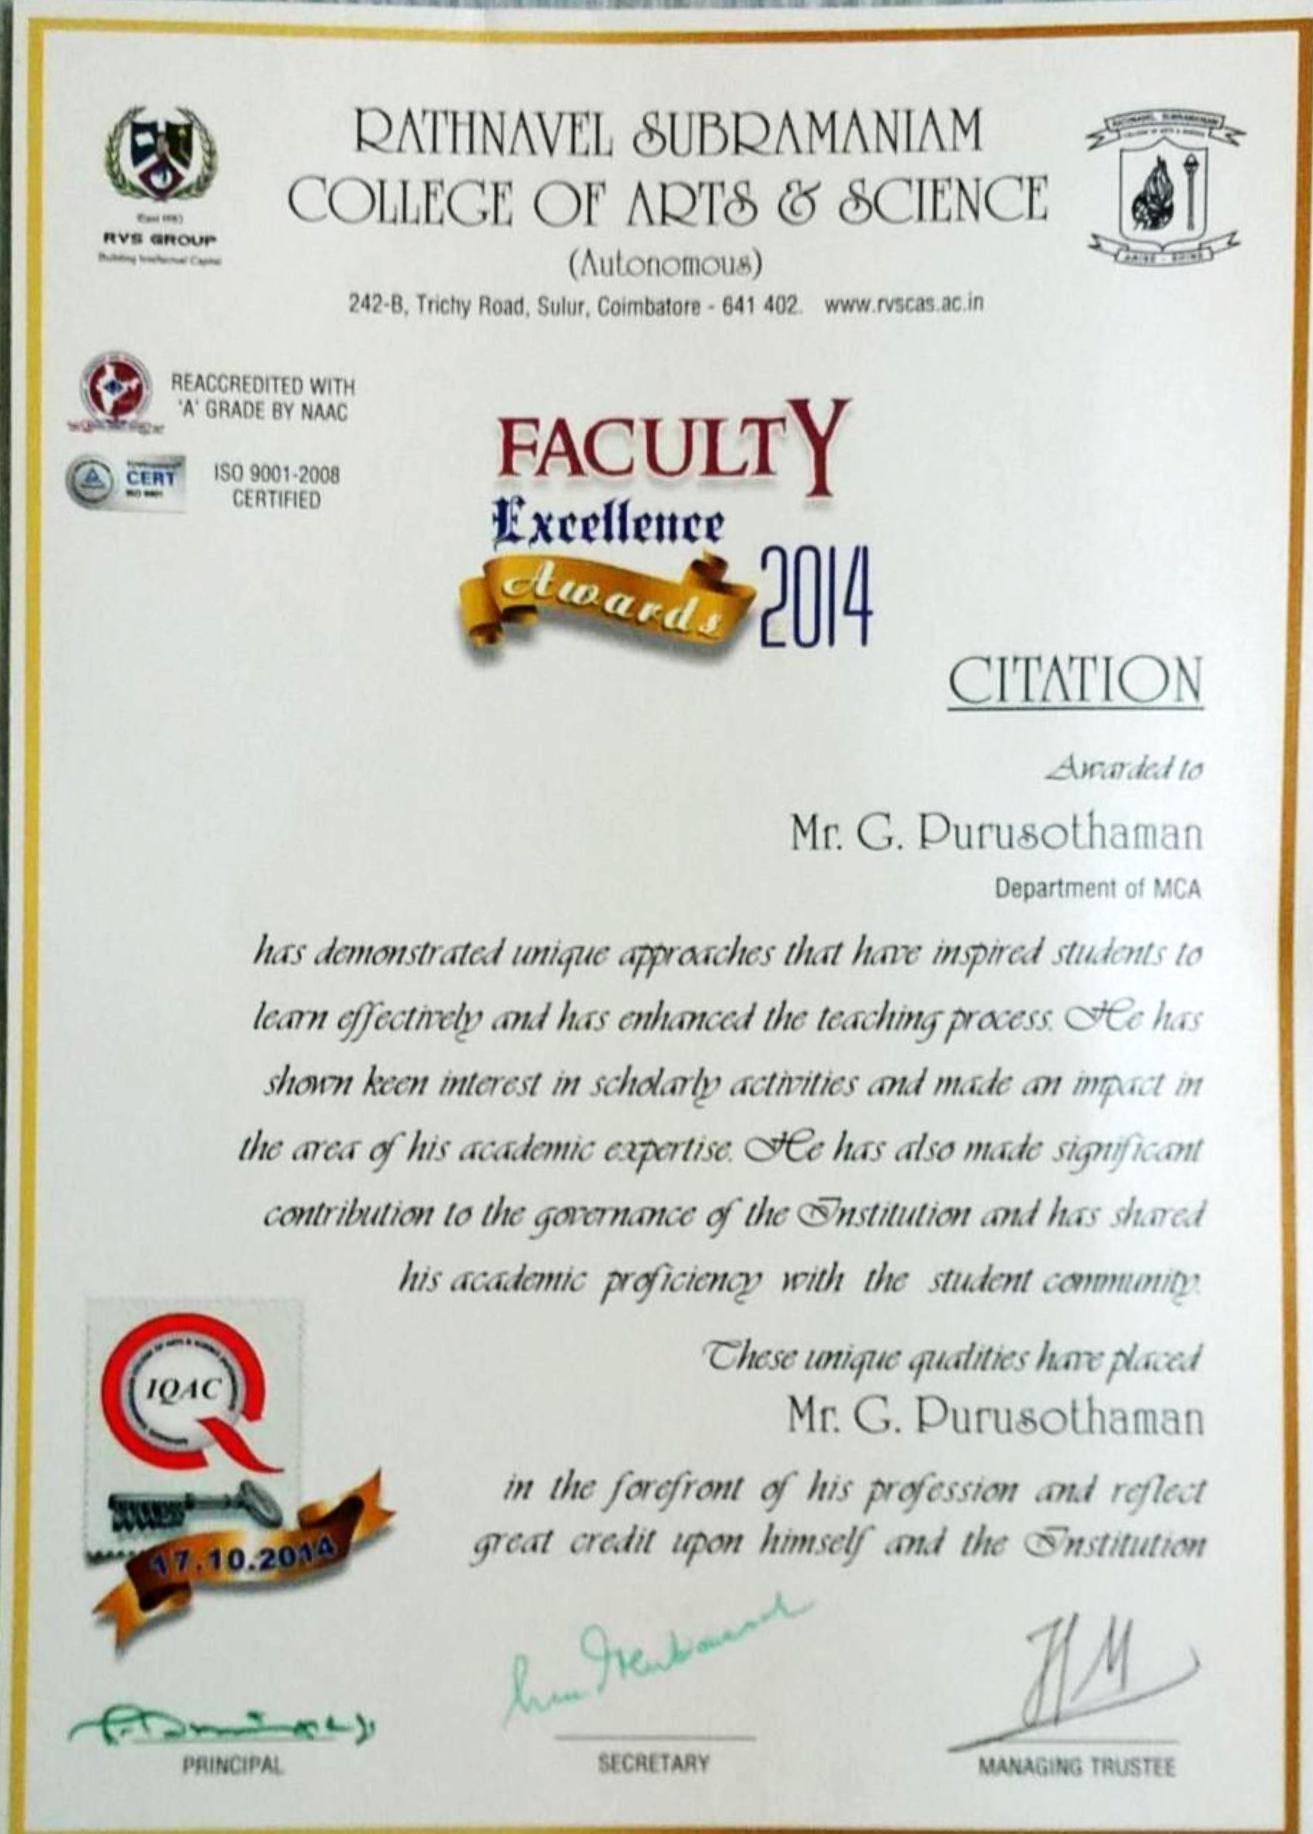 RATHNAVEL SUBRAMANIAM
COLLEGE OF ARTS & SCIENCE
(Autonomous)
242-B, Trichy Road, Sulur, Coimbatore - 641 402. www.rvscas.ac.in
RVS GROUP
Building Intellectual Capital
ARISE - SHINE
REACCREDITED WITH
'A' GRADE BY NAAC
CERT
ISO 9001
ISO 9001-2008
CERTIFIED
FACULTY
Excellence
Awards 2014
CITATION
Awarded to
Mr. G. Purusothaman
Department of MCA
has demonstrated unique approaches that have inspired students to
learn effectively and has enhanced the teaching process. He has
shown keen interest in scholarly activities and made an impact in
the area of his academic expertise. He has also made significant
contribution to the governance of the Institution and has shared
his academic proficiency with the student community.
These unique qualities have placed
Mr. G. Purusothaman
in the forefront of his profession and reflect
great credit upon himself and the Institution
IQAC
17.10.2014
PRINCIPAL
SECRETARY
MANAGING TRUSTEE